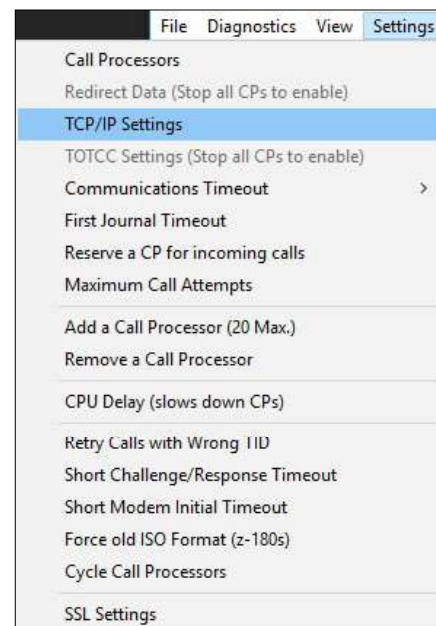 File Diagnostics View Settings
Call Processors
Redirect Data (Stop all CPs to enable)
TCP/IP Settings
TOTCC Settings (Stop all CPs to enable)
Communications Timeout >
First Journal Timeout
Reserve a CP for incoming calls
Maximum Call Attempts
Add a Call Processor (20 Max.)
Remove a Call Processor
CPU Delay (slows down CPs)
Retry Calls with Wrong TID
Short Challenge/Response Timeout
Short Modem Initial Timeout
Force old ISO Format (z-180s)
Cycle Call Processors
SSL Settings